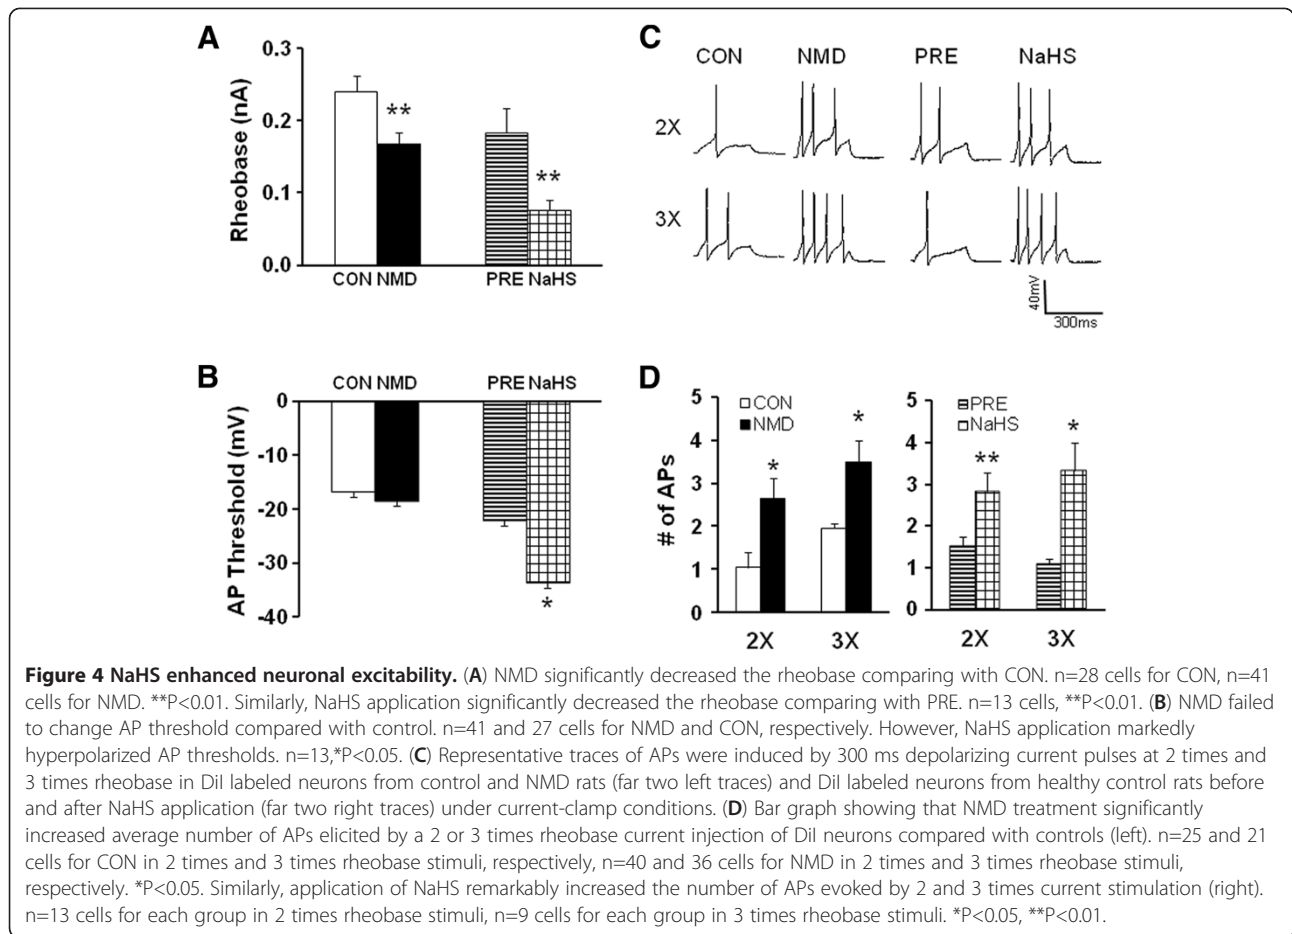 A
0.3
0.2
0.1
0.0
Rheobase (nA)
**
**
CON NMD
PRE NaHS
C
CON NMD PRE NaHS
2X
3X
40mV
300ms
B
CON NMD
PRE NaHS
0
-10
-20
-30
-40
AP Threshold (mV)
*
D
5
4
3
2
1
0
# of APs
CON
NMD
*
*
2X 3X
5
4
3
2
1
0
PRE
NaHS
**
*
2X 3X
Figure 4 NaHS enhanced neuronal excitability. (A) NMD significantly decreased the rheobase comparing with CON. n=28 cells for CON, n=41
cells for NMD. **P<0.01. Similarly, NaHS application significantly decreased the rheobase comparing with PRE. n=13 cells, **P<0.01. (B) NMD failed
to change AP threshold compared with control. n=41 and 27 cells for NMD and CON, respectively. However, NaHS application markedly
hyperpolarized AP thresholds. n=13,*P<0.05. (C) Representative traces of APs were induced by 300 ms depolarizing current pulses at 2 times and
3 times rheobase in DiI labeled neurons from control and NMD rats (far two left traces) and DiI labeled neurons from healthy control rats before
and after NaHS application (far two right traces) under current-clamp conditions. (D) Bar graph showing that NMD treatment significantly
increased average number of APs elicited by a 2 or 3 times rheobase current injection of DiI neurons compared with controls (left). n=25 and 21
cells for CON in 2 times and 3 times rheobase stimuli, respectively, n=40 and 36 cells for NMD in 2 times and 3 times rheobase stimuli,
respectively. *P<0.05. Similarly, application of NaHS remarkably increased the number of APs evoked by 2 and 3 times current stimulation (right).
n=13 cells for each group in 2 times rheobase stimuli, n=9 cells for each group in 3 times rheobase stimuli. *P<0.05, **P<0.01.